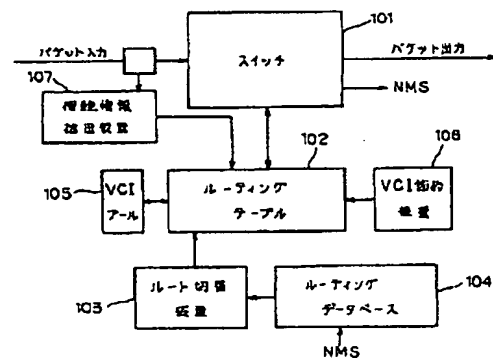 101
パケット入力
スイッチ
パケット出力
107
NMS
102
108
105
VCI
プール
ルーティング
テーブル
VCI
装置
103
ルート切替
装置
ルーティング
データベース
104
NMS